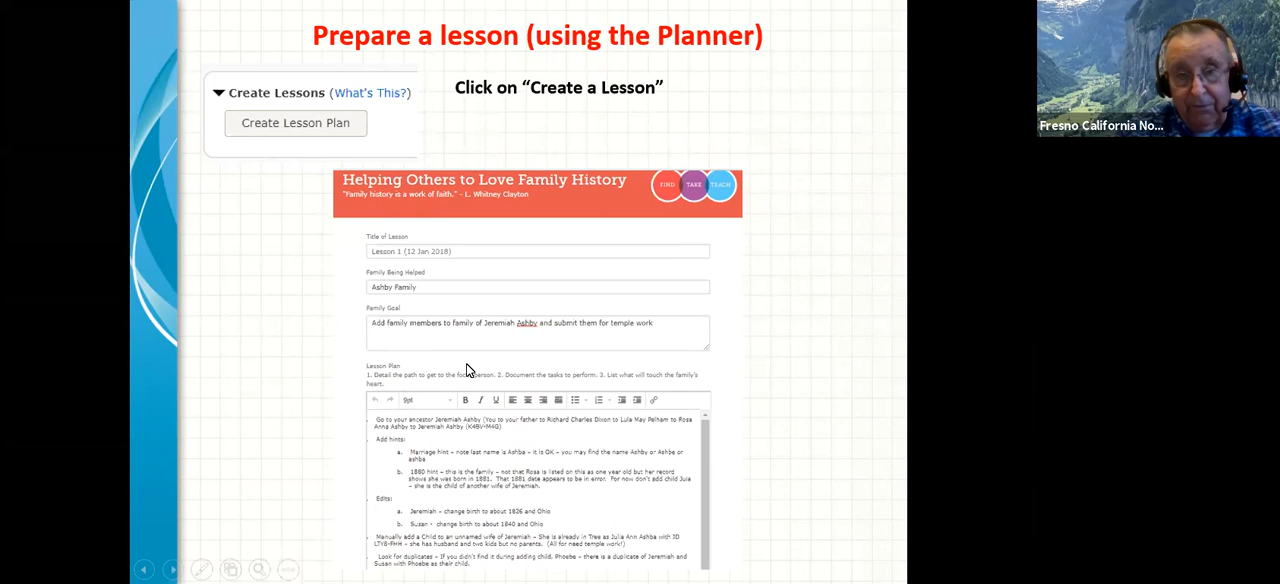 Prepare a lesson (using the Planner)
Create Lessons (What's This?)
Create Lesson Plan
Click on “Create a Lesson”
Fresno California No...
Helping Others to Love Family History
"Family history is a work of faith." - L. Whitney Clayton
FIND TAKE TEACH
Title of Lesson
Lesson 1 (12 Jan 2018)
Family Being Helped
Ashby Family
Family Goal
Add family members to family of Jeremiah Ashby and submit them for temple work
Lesson Plan
1. Detail the path to get to the person. 2. Document the tasks to perform. 3. List what will touch the family's
heart.
9pt B I U
Go to your ancestor Jeremiah Ashby (You to your father to Richard Charles Dixon to Lula May Pelham to Rosa
Anna Ashby to Jeremiah Ashby
Add hints:
a. Marriage hint – note last name is Ashba – it is OK – you may find the name Ashby or Ashbe or
ashba
b. 1880 hint – this is the family – not that Rosa is listed on this as one year old but her record
shows she was born in 1881. That 1881 date appears to be in error. For now don't add child Jula
– she is the child of another wife of Jeremiah.
Edits:
a. Jeremiah – change birth to about 1826 and Ohio
b. Susan - change birth to about 1840 and Ohio
Manually add a Child to an unnamed wife of Jeremiah – She is already in Tree as Julia Ann Ashba with ID
– she has husband and two kids but no parents. (All for need temple work!)
Look for duplicates – If you didn't find it during adding child, Phoebe – there is a duplicate of Jeremiah and
Susan with Phoebe as their child.